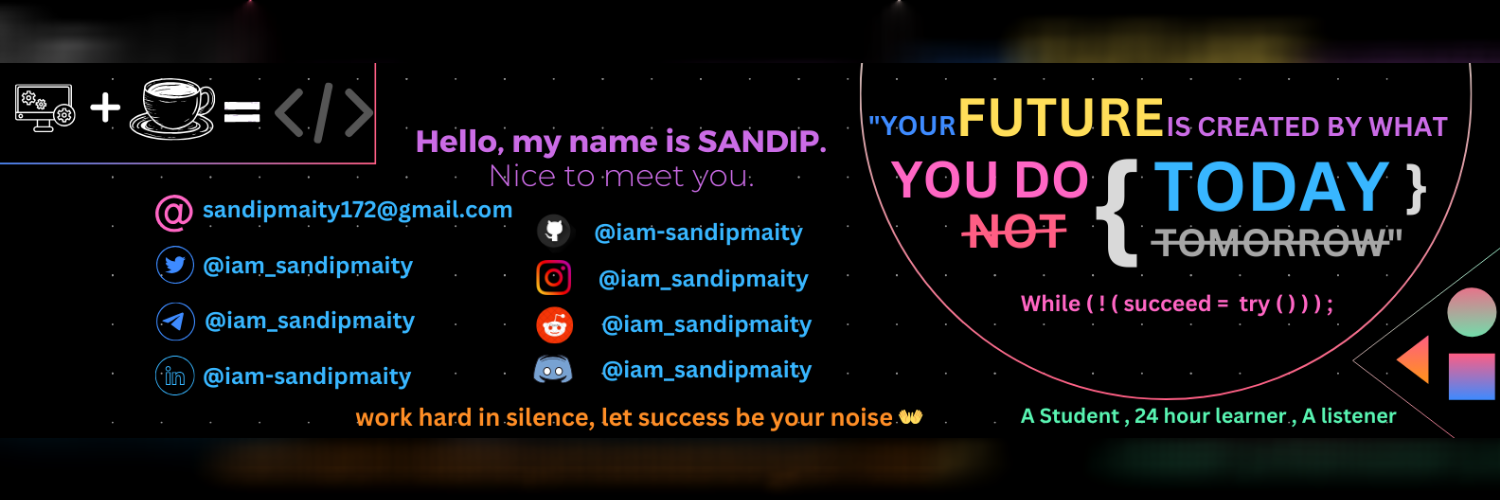 + = </>
Hello, my name is SANDIP.
Nice to meet you.
@ sandipmaity172@gmail.com
@iam_sandipmaity
@iam_sandipmaity
in @iam-sandipmaity
@iam-sandipmaity
@iam_sandipmaity
@iam_sandipmaity
@iam_sandipmaity
work hard in silence, let success be your noise 👐
"YOUR FUTURE IS CREATED BY WHAT
YOU DO { TODAY }
NOT TOMORROW"
While ( ! ( succeed = try ( ) ) ) ;
A Student , 24 hour learner , A listener